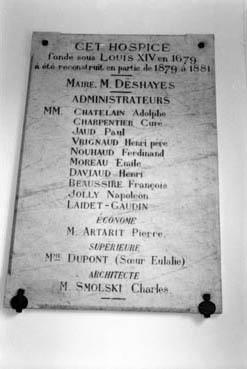 CET HOSPICE
fondé sous LOUIS XIV en 1679
a été reconstruit en partie de 1879 à 1881
MAIRE, M. DESHAYES
ADMINISTRATEURS
MM. CHATELAIN Adolphe
CHARPENTIER Curé
JAUD Paul
VRIGNAUD Henri père
NOUHAUD Ferdinand
MOREAU Emile
DAVIAUD Henri
BEAUSSIRE François
JOLLY Napoléon
LAIDET-GAUDIN
ÉCONOME
M. ARTARIT Pierre.
SUPÉRIEURE
Mme DUPONT (Sœur Eulalie)
ARCHITECTE
M. SMOLSKI Charles.